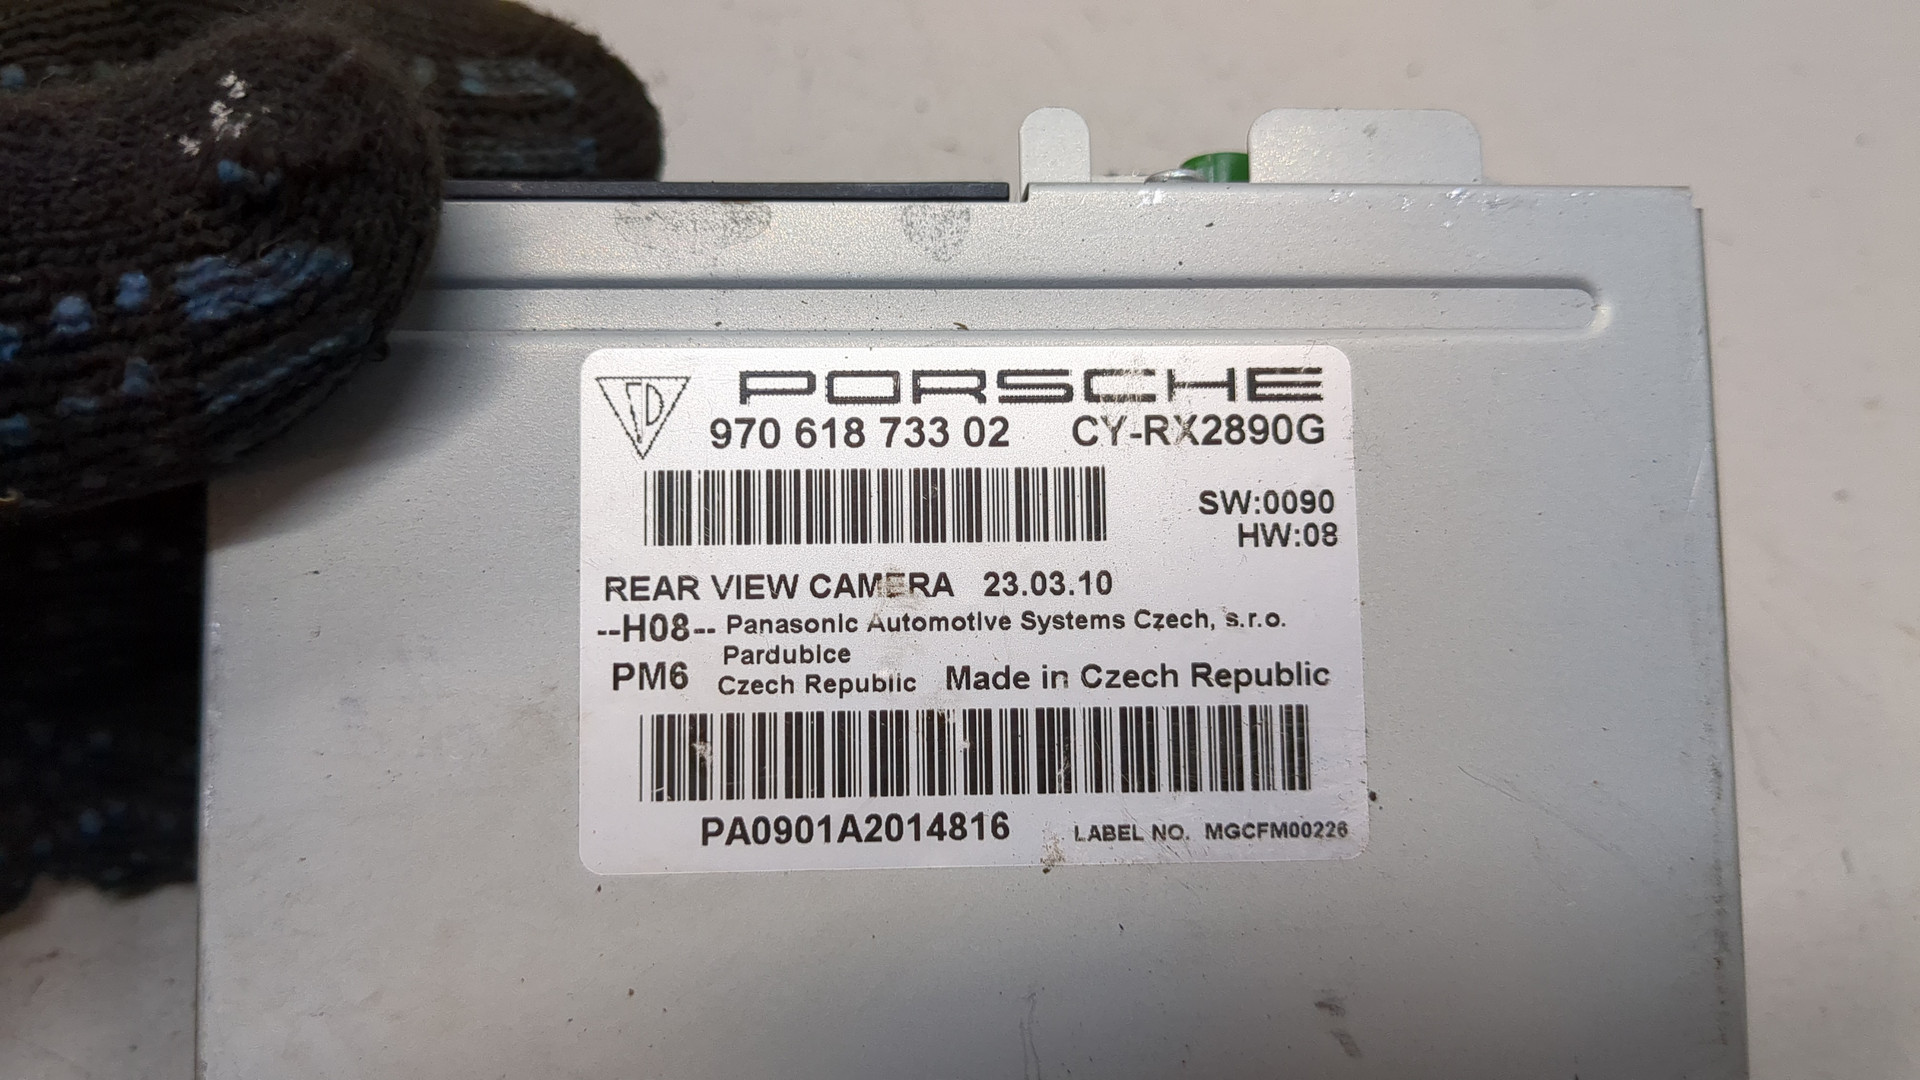 PORSCHE
970 618 733 02 CY-RX2890G
SW:0090
HW:08
REAR VIEW CAMERA 23.03.10
--H08-- Panasonic Automotive Systems Czech, s.r.o.
Pardubice
PM6 Czech Republic Made in Czech Republic
PA0901A2014816 LABEL NO. MGCFM00226